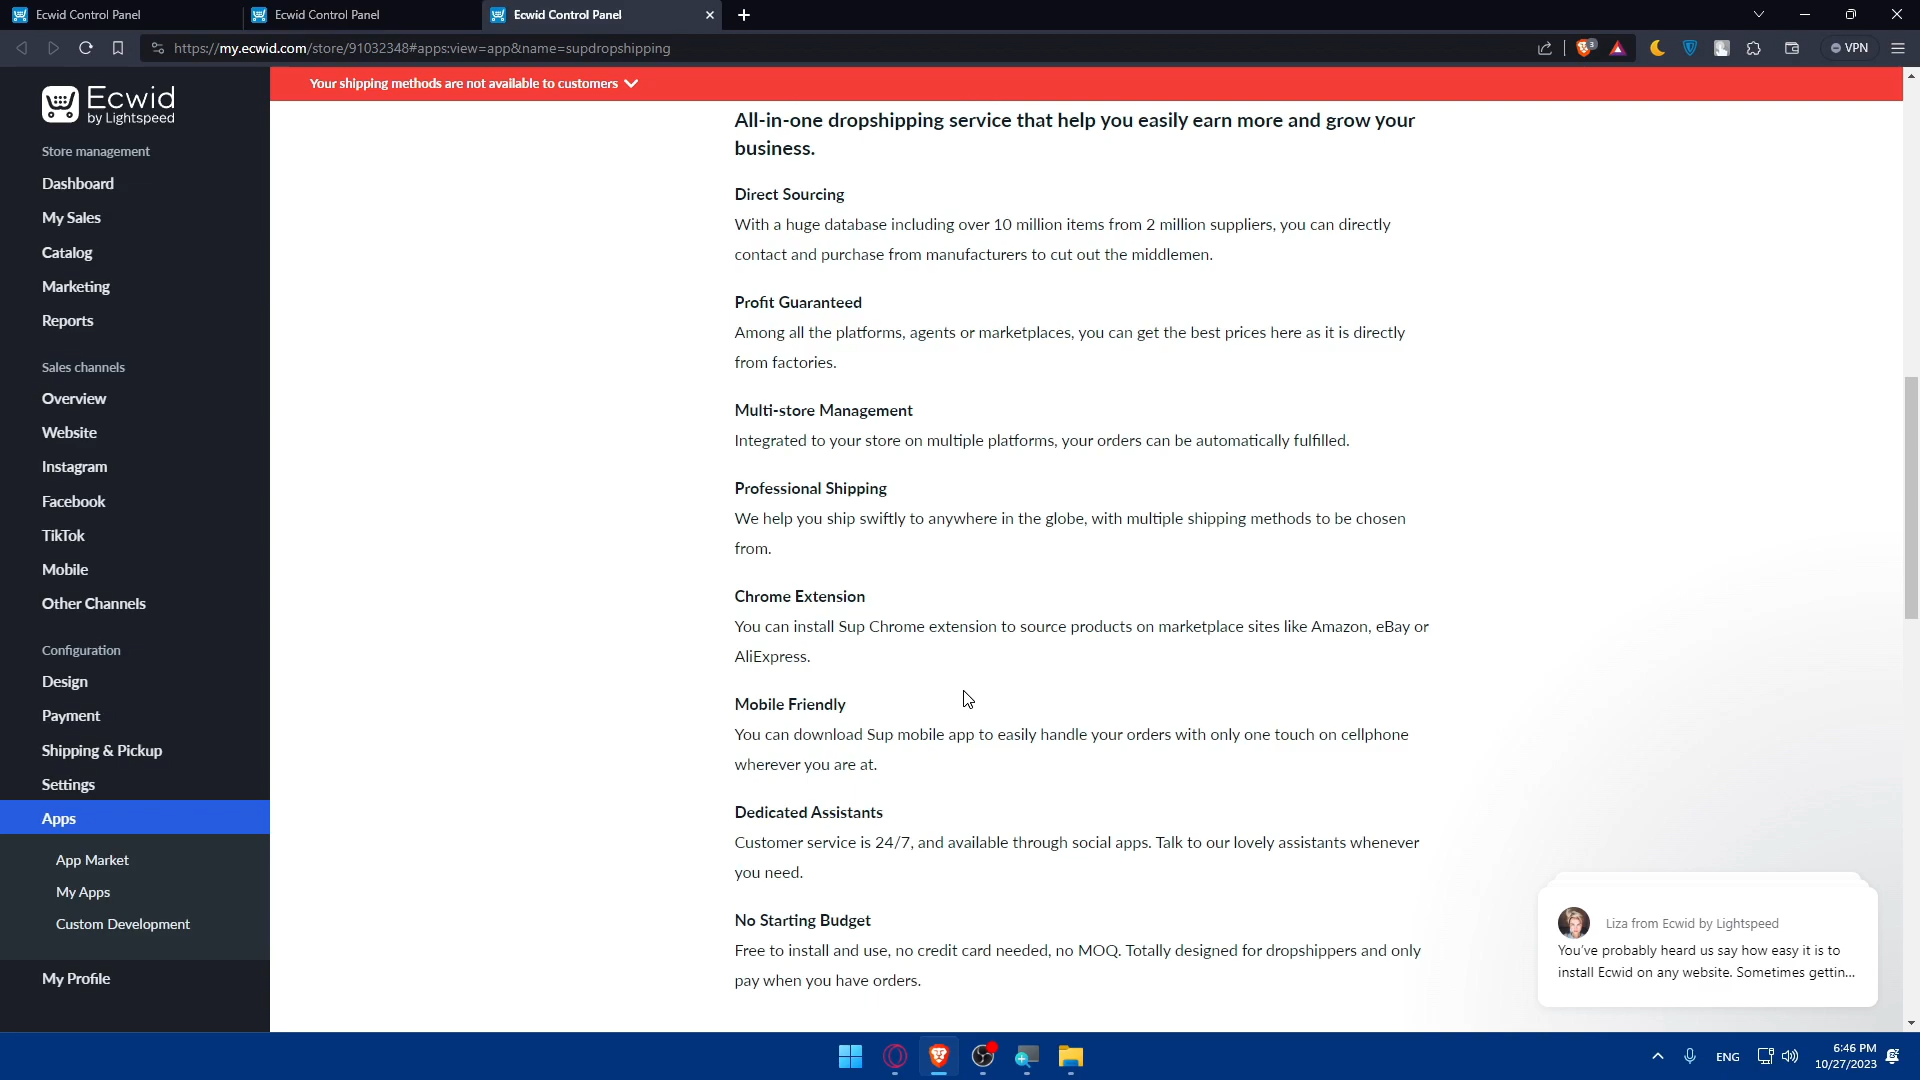 Ecwid Control Panel
Ecwid Control Panel
Ecwid Control Panel
https://my.ecwid.com/store/91032348#apps:view=app&name=supdropshipping
3
VPN
Ecwid
by Lightspeed
Your shipping methods are not available to customers
Store management
Dashboard
My Sales
Catalog
Marketing
Reports
Sales channels
Overview
Website
Instagram
Facebook
TikTok
Mobile
Other Channels
Configuration
Design
Payment
Shipping & Pickup
Settings
Apps
App Market
My Apps
Custom Development
My Profile
All-in-one dropshipping service that help you easily earn more and grow your
business.
Direct Sourcing
With a huge database including over 10 million items from 2 million suppliers, you can directly
contact and purchase from manufacturers to cut out the middlemen.
Profit Guaranteed
Among all the platforms, agents or marketplaces, you can get the best prices here as it is directly
from factories.
Multi-store Management
Integrated to your store on multiple platforms, your orders can be automatically fulfilled.
Professional Shipping
We help you ship swiftly to anywhere in the globe, with multiple shipping methods to be chosen
from.
Chrome Extension
You can install Sup Chrome extension to source products on marketplace sites like Amazon, eBay or
AliExpress.
Mobile Friendly
You can download Sup mobile app to easily handle your orders with only one touch on cellphone
wherever you are at.
Dedicated Assistants
Customer service is 24/7, and available through social apps. Talk to our lovely assistants whenever
you need.
No Starting Budget
Free to install and use, no credit card needed, no MOQ. Totally designed for dropshippers and only
pay when you have orders.
Liza from Ecwid by Lightspeed
You've probably heard us say how easy it is to
install Ecwid on any website. Sometimes gettin...
ENG
6:46 PM
10/27/2023